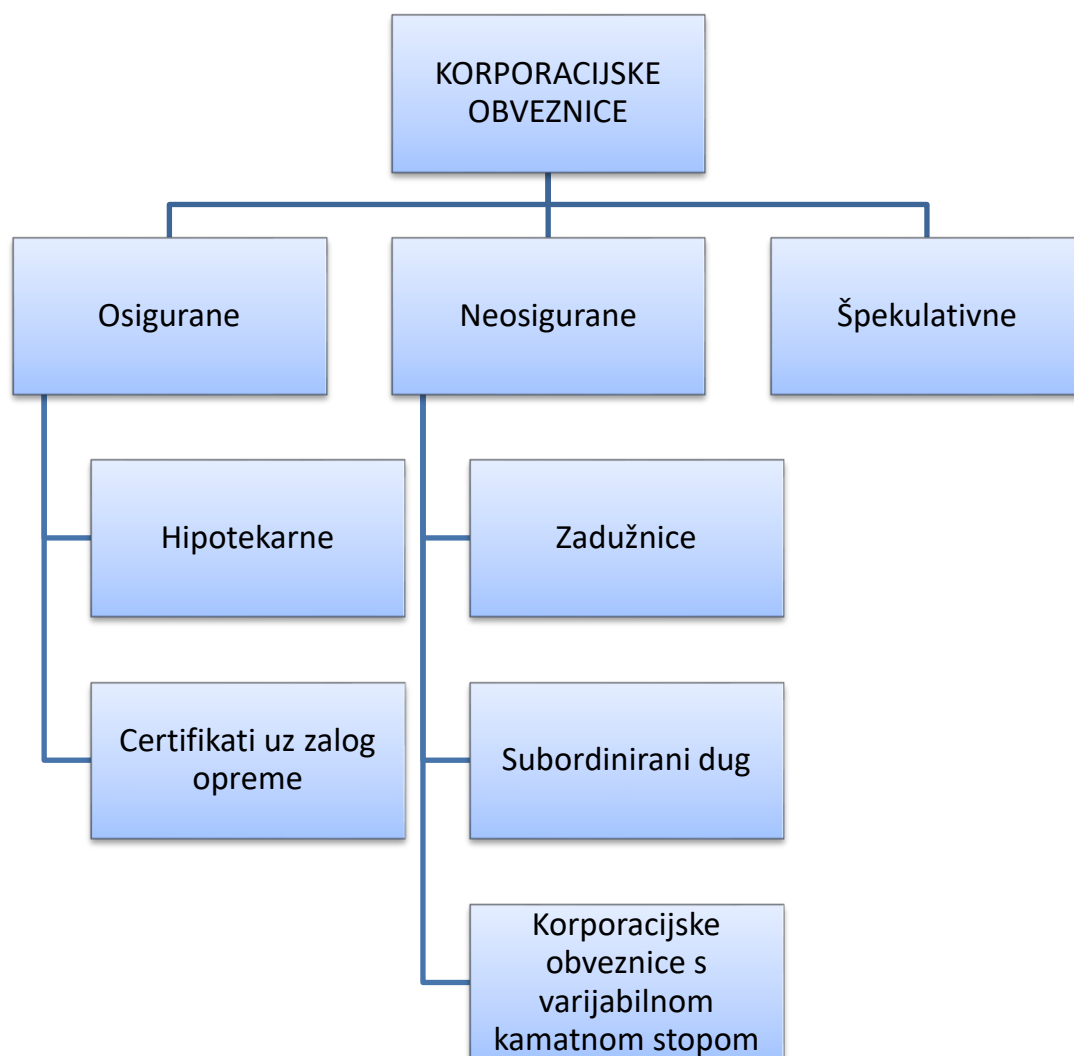 KORPORACIJSKE
OBVEZNICE
Osigurane
Neosigurane
Špekulativne
Hipotekarne
Zadužnice
Certifikati uz zalog
opreme
Subordinirani dug
Korporacijske
obveznice s
varijabilnom
kamatnom stopom